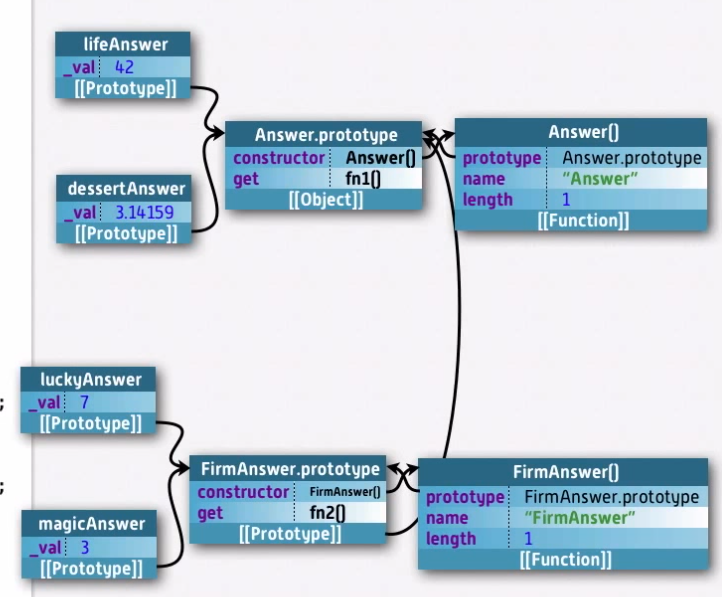 lifeAnswer
_val 42
[[Prototype]]
Answer.prototype
constructor Answer()
get fn1()
[[Object]]
Answer()
prototype Answer.prototype
name "Answer"
length 1
[[Function]]
dessertAnswer
_val 3.14159
[[Prototype]]
luckyAnswer
_val 7
[[Prototype]]
;
FirmAnswer.prototype
constructor FirmAnswer()
get fn2()
[[Prototype]]
FirmAnswer()
prototype FirmAnswer.prototype
name "FirmAnswer"
length 1
[[Function]]
;
magicAnswer
_val 3
[[Prototype]]